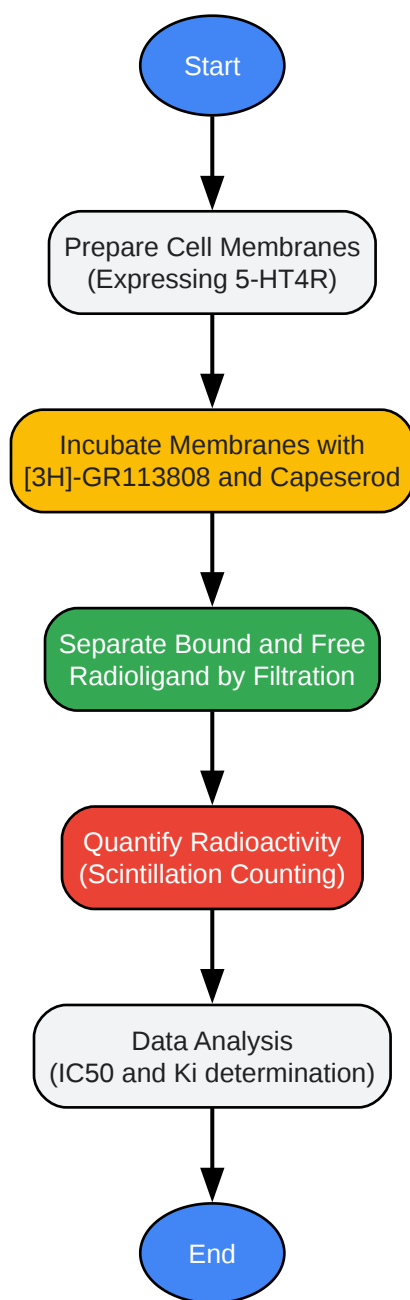 Start
Prepare Cell Membranes
(Expressing 5-HT4R)
Incubate Membranes with
[3H]-GR113808 and Capeserod
Separate Bound and Free
Radioligand by Filtration
Quantify Radioactivity
(Scintillation Counting)
Data Analysis
(IC50 and Ki determination)
End